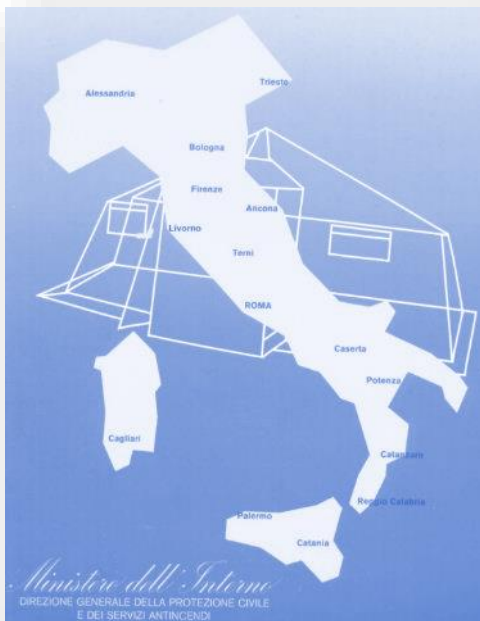 Trieste
Alessandria
Bologna
Firenze
Ancona
Livorno
Terni
ROMA
Caserta
Potenza
Cagliari
Catanzaro
Reggio Calabria
Palermo
Catania
Ministero dell'Interno
DIREZIONE GENERALE DELLA PROTEZIONE CIVILE
E DEI SERVIZI ANTINCENDI